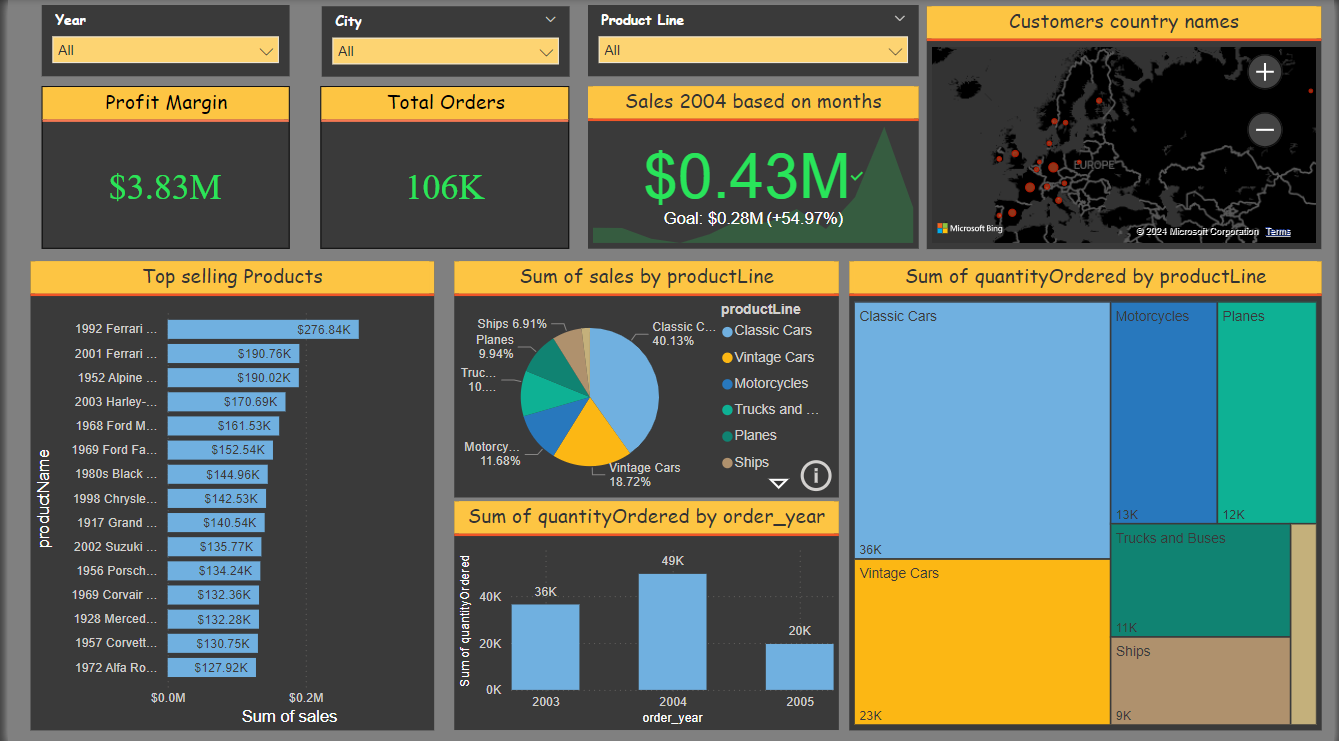 Year
All
City
All
Product Line
All
Customers country names
Profit Margin
$3.83M
Total Orders
106K
Sales 2004 based on months
$0.43M
Goal: $0.28M (+54.97%)
EUROPE
Microsoft Bing
© 2024 Microsoft Corporation Terms
Top selling Products
productName
1992 Ferrari ... $276.84K
2001 Ferrari ... $190.76K
1952 Alpine ... $190.02K
2003 Harley-... $170.69K
1968 Ford M... $161.53K
1969 Ford Fa... $152.54K
1980s Black ... $144.96K
1998 Chrysle... $142.53K
1917 Grand ... $140.54K
2002 Suzuki ... $135.77K
1956 Porsch... $134.24K
1969 Corvair ... $132.36K
1928 Merced... $132.28K
1957 Corvett... $130.75K
1972 Alfa Ro... $127.92K
$0.0M $0.2M
Sum of sales
Sum of sales by productLine
Ships 6.91%
Planes
9.94%
Truc...
10....
Motorcy...
11.68%
Classic C...
40.13%
Vintage Cars
18.72%
productLine
Classic Cars
Vintage Cars
Motorcycles
Trucks and ...
Planes
Ships
Sum of quantityOrdered by order_year
Sum of quantityOrdered
40K
20K
0K
36K
49K
20K
2003 2004 2005
order_year
Sum of quantityOrdered by productLine
Classic Cars
36K
Vintage Cars
23K
Motorcycles
13K
Planes
12K
Trucks and Buses
11K
Ships
9K